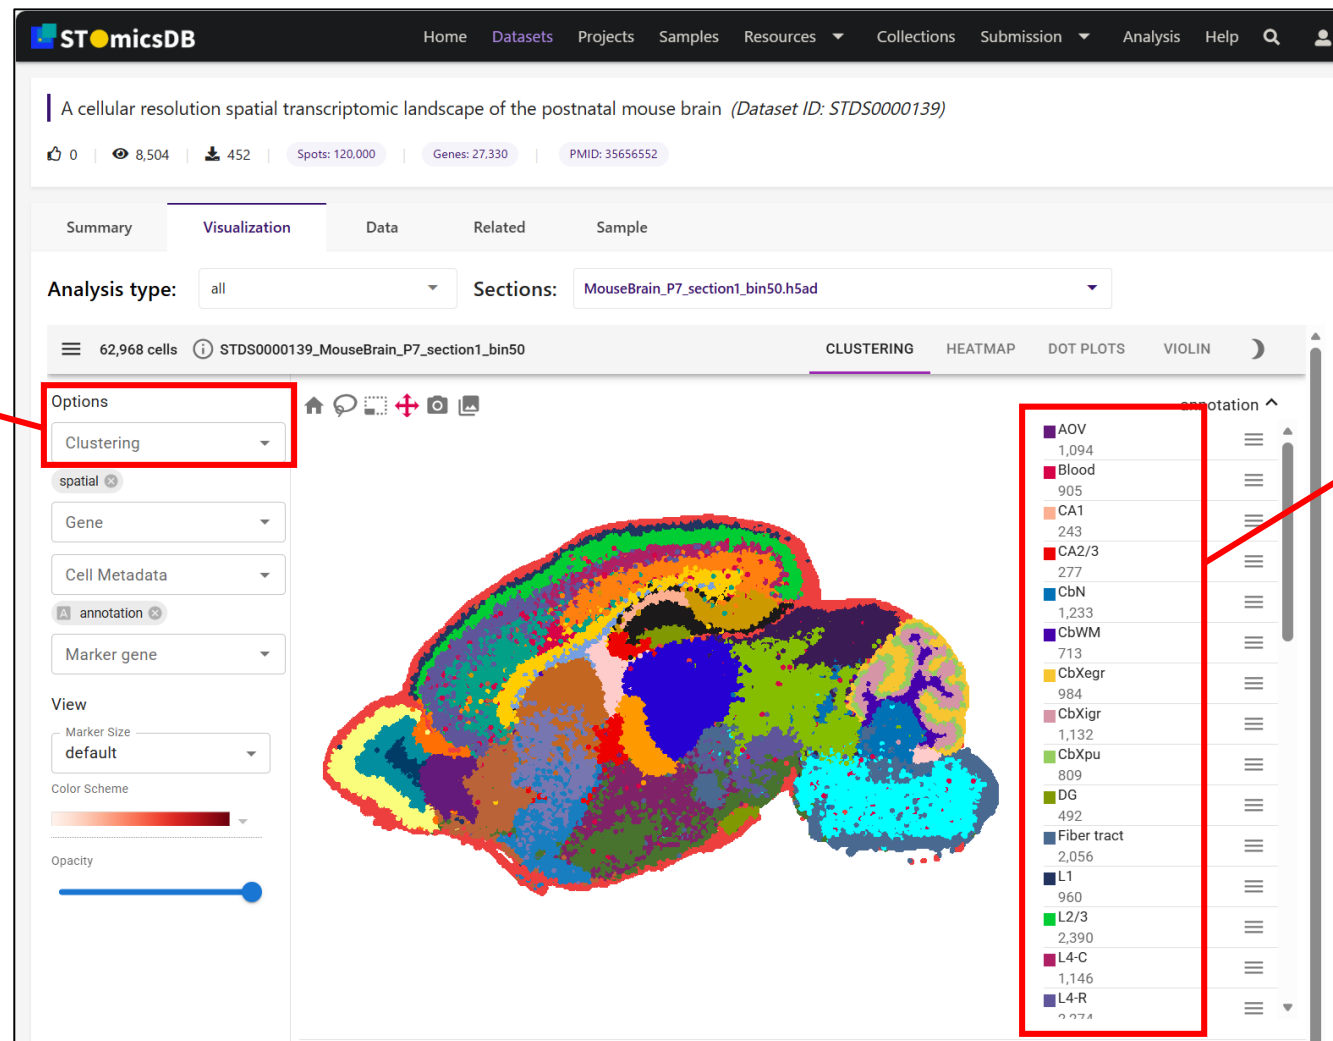 STomicsDB Home Datasets Projects Samples Resources Collections Submission Analysis Help
A cellular resolution spatial transcriptomic landscape of the postnatal mouse brain (Dataset ID: STDS0000139)
0 8,504 452 Spots: 120,000 Genes: 27,330 PMID: 35656552
Summary Visualization Data Related Sample
Analysis type: all Sections: MouseBrain_P7_section1_bin50.h5ad
62,968 cells STDS0000139_MouseBrain_P7_section1_bin50 CLUSTERING HEATMAP DOT PLOTS VIOLIN
Options
Clustering
spatial
Gene
Cell Metadata
A annotation
Marker gene
View
Marker Size
default
Color Scheme
Opacity
annotation
AOV
1,094
Blood
905
CA1
243
CA2/3
277
CbN
1,233
CbWM
713
CbXegr
984
CbXigr
1,132
CbXpu
809
DG
492
Fiber tract
2,056
L1
960
L2/3
2,390
L4-C
1,146
L4-R
2,274